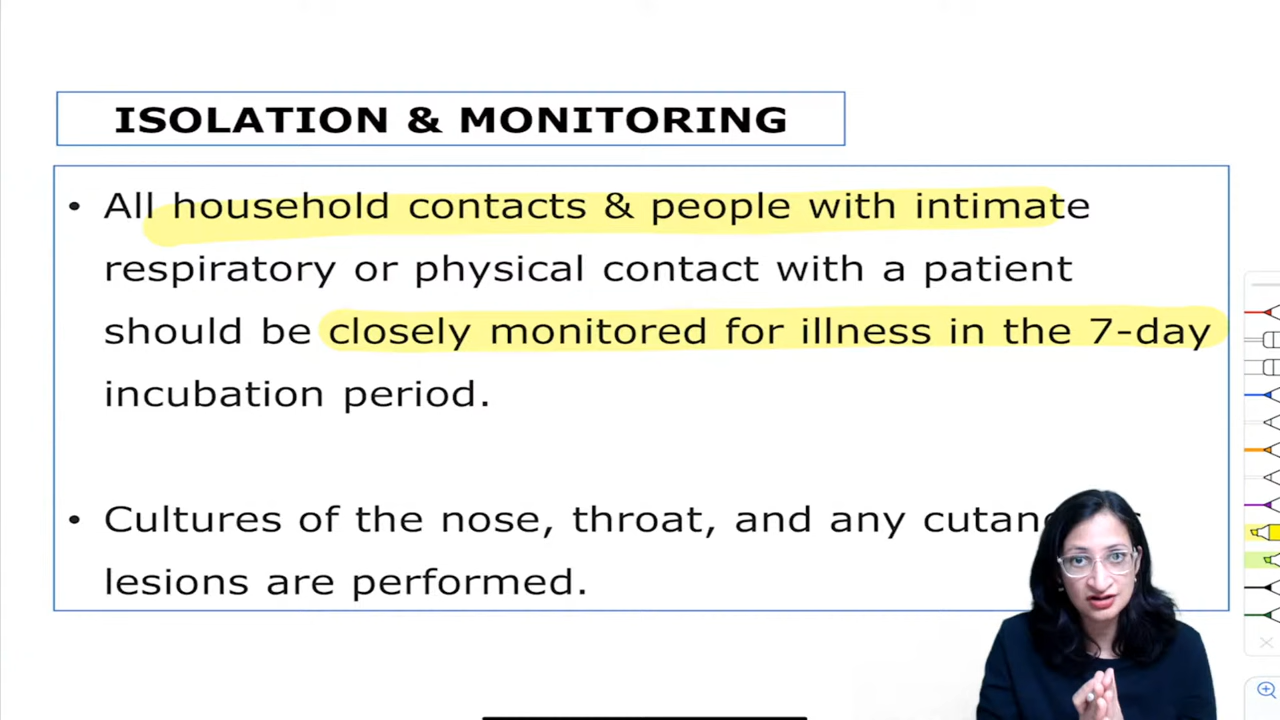 ISOLATION & MONITORING
• All household contacts & people with intimate
respiratory or physical contact with a patient
should be closely monitored for illness in the 7-day
incubation period.
• Cultures of the nose, throat, and any
lesions are performed.